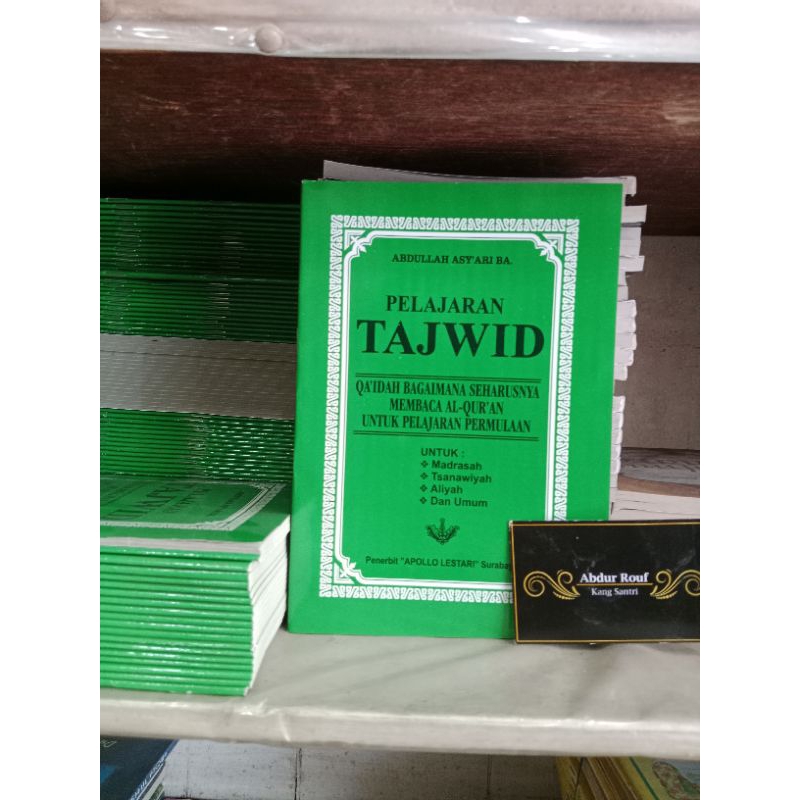 ABDULLAH ASY'ARI BA.
PELAJARAN
TAJWID
QA'IDAH BAGAIMANA SEHARUSNYA
MEMBACA AL-QUR'AN
UNTUK PELAJARAN PERMULAAN
UNTUK :
❖ Madrasah
❖ Tsanawiyah
❖ Aliyah
❖ Dan Umum
Penerbit "APOLLO LESTARI"
Abdur Rouf
Kang Santri